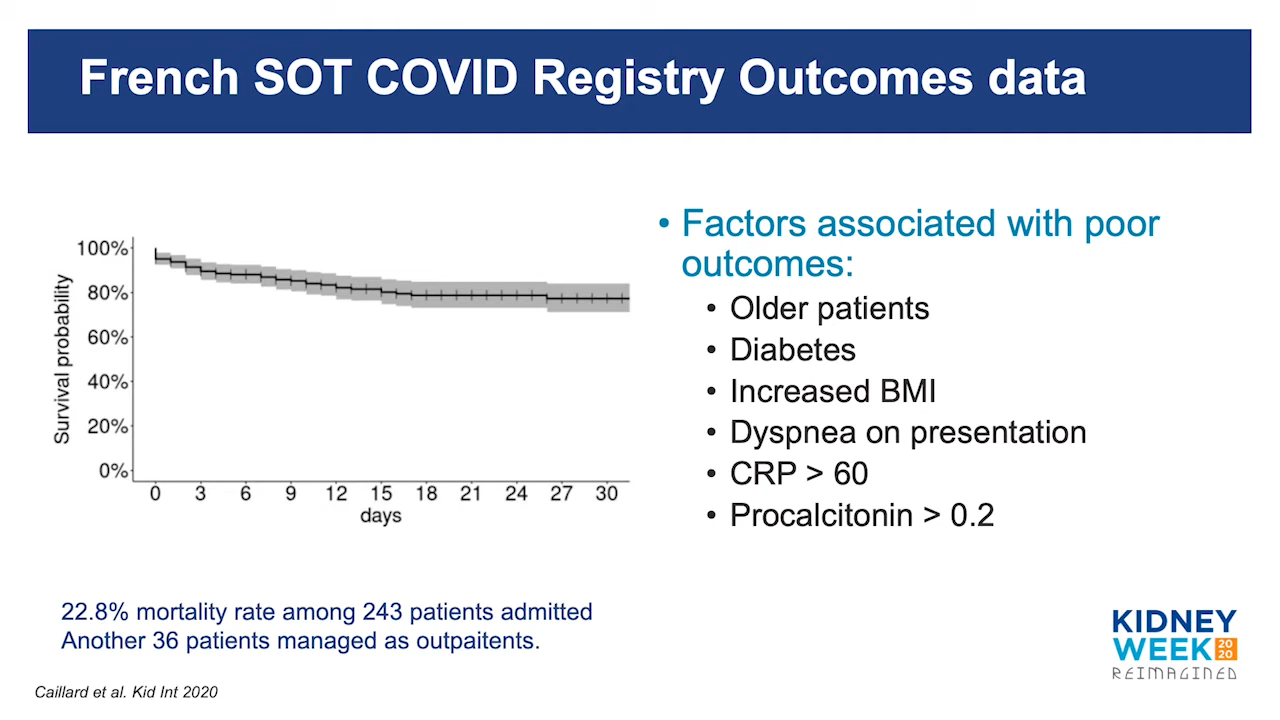 French SOT COVID Registry Outcomes data
Survival probability
100%
80%
60%
40%
20%
0%
0 3 6 9 12 15 18 21 24 27 30
days
• Factors associated with poor
outcomes:
• Older patients
• Diabetes
• Increased BMI
• Dyspnea on presentation
• CRP > 60
• Procalcitonin > 0.2
22.8% mortality rate among 243 patients admitted
Another 36 patients managed as outpaitents.
KIDNEY
WEEK 2020
REIMAGINED
Caillard et al. Kid Int 2020